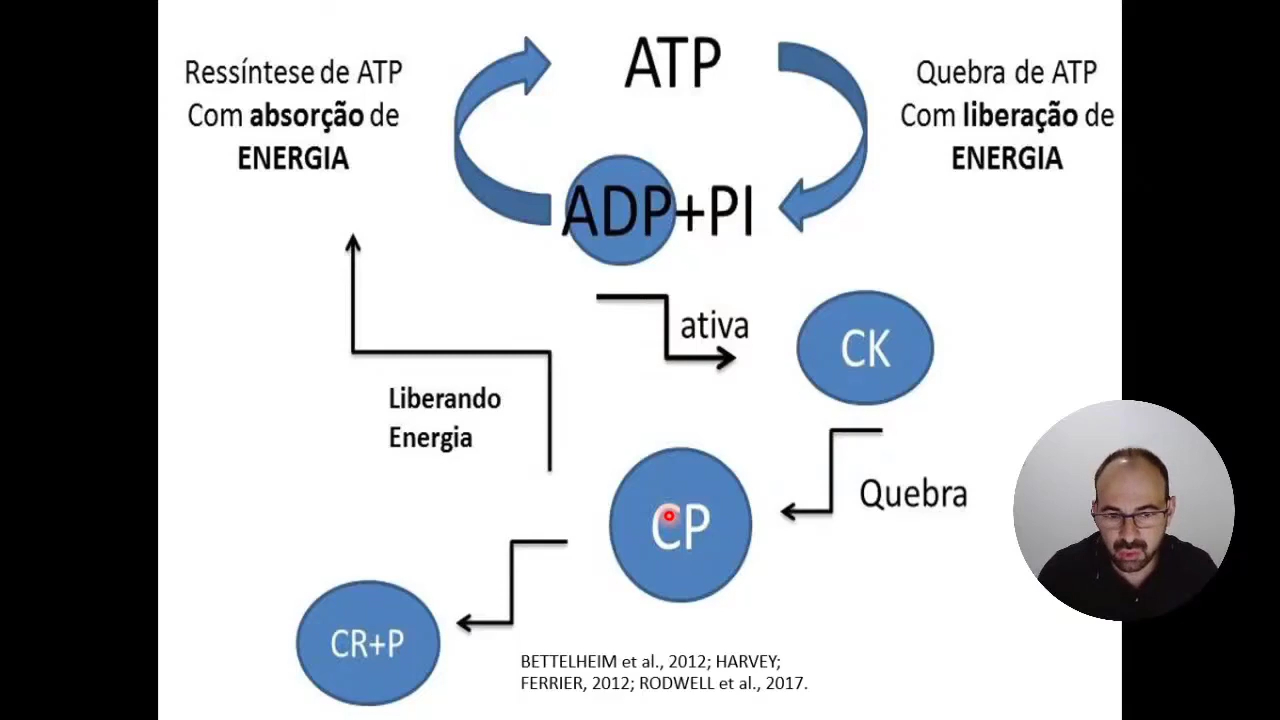 Ressíntese de ATP
Com absorção de
ENERGIA
ATP
Quebra de ATP
Com liberação de
ENERGIA
ADP+PI
ativa
CK
Liberando
Energia
Quebra
CP
CR+P
BETTELHEIM et al., 2012; HARVEY;
FERRIER, 2012; RODWELL et al., 2017.